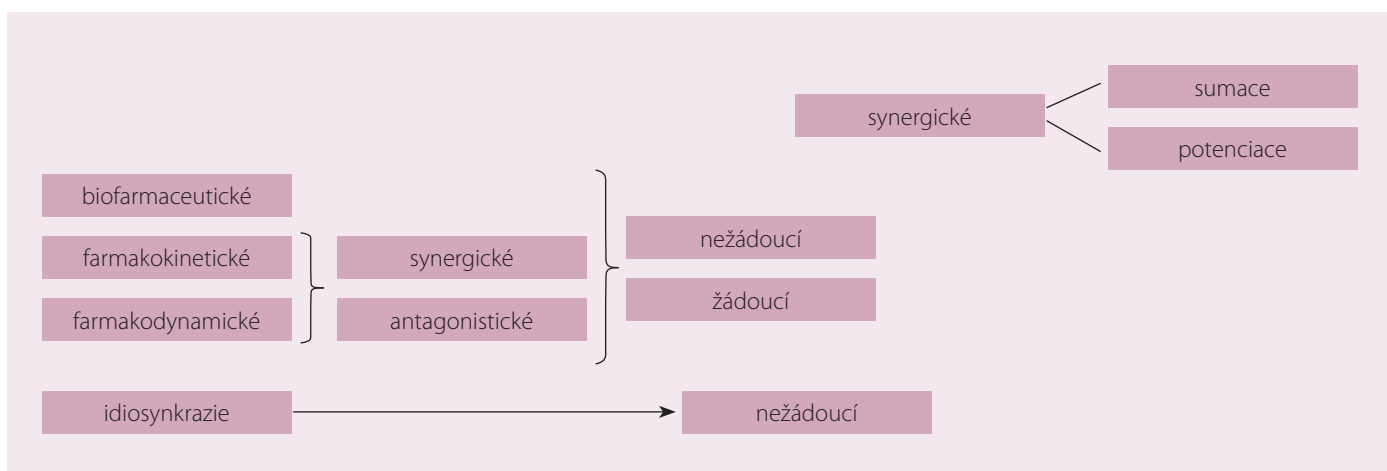 synergické
sumace
potenciace
biofarmaceutické
farmakokinetické
farmakodynamické
synergické
antagonistické
nežádoucí
žádoucí
idiosynkrazie
nežádoucí